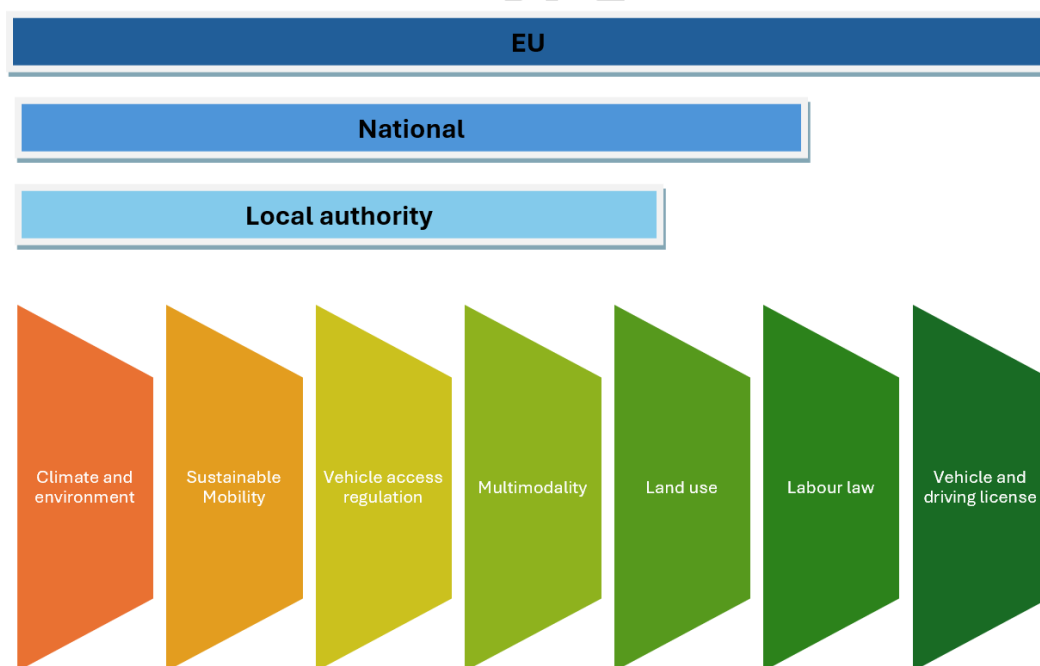 EU
National
Local authority
Climate and
environment
Sustainable
Mobility
Vehicle access
regulation
Multimodality
Land use
Labour law
Vehicle and
driving license